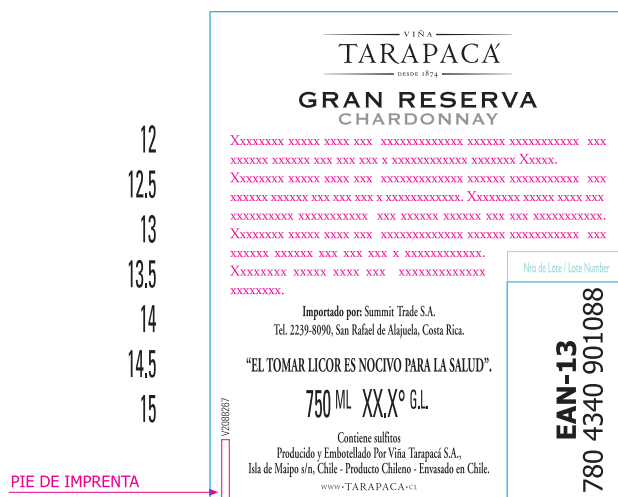 VIÑA
TARAPACÁ
DESDE 1874
GRAN RESERVA
CHARDONNAY
Xxxxxxxx xxxxx xxxx xxx xxxxxxxxxxxxx xxxxxx xxxxxxxxxxx xxx
xxxxxx xxxxxx xxx xxx xxx x xxxxxxxxxxxx xxxxxxx Xxxxx.
Xxxxxxxx xxxxx xxxx xxx xxxxxxxxxxxxx xxxxxx xxxxxxxxxxx xxx
xxxxxx xxxxxx xxx xxx xxx x xxxxxxxxxxxx. Xxxxxxxx xxxxx xxxx xxx
xxxxxxxxxx xxxxxxxxxxx xxx xxxxxx xxxxxx xxx xxx xxxxxxxxxxx.
Xxxxxxxx xxxxx xxxx xxx xxxxxxxxxxxxx xxxxxx xxxxxxxxxxx xxx
xxxxxx xxxxxx xxx xxx xxx x xxxxxxxxxxxx.
Xxxxxxxx xxxxx xxxx xxx xxxxxxxxxxxxx
xxxxxxxx.
Nro de Lote / Lote Number
Importado por: Summit Trade S.A.
Tel. 2239-8090, San Rafael de Alajuela, Costa Rica.
“EL TOMAR LICOR ES NOCIVO PARA LA SALUD”.
750 ML XX.X° G.L.
Contiene sulfitos
Producido y Embotellado Por Viña Tarapacá S.A.,
Isla de Maipo s/n, Chile - Producto Chileno - Envasado en Chile.
WWW.TARAPACA.CL
V2088267
EAN-13
780 4340 901088
12
12.5
13
13.5
14
14.5
15
PIE DE IMPRENTA